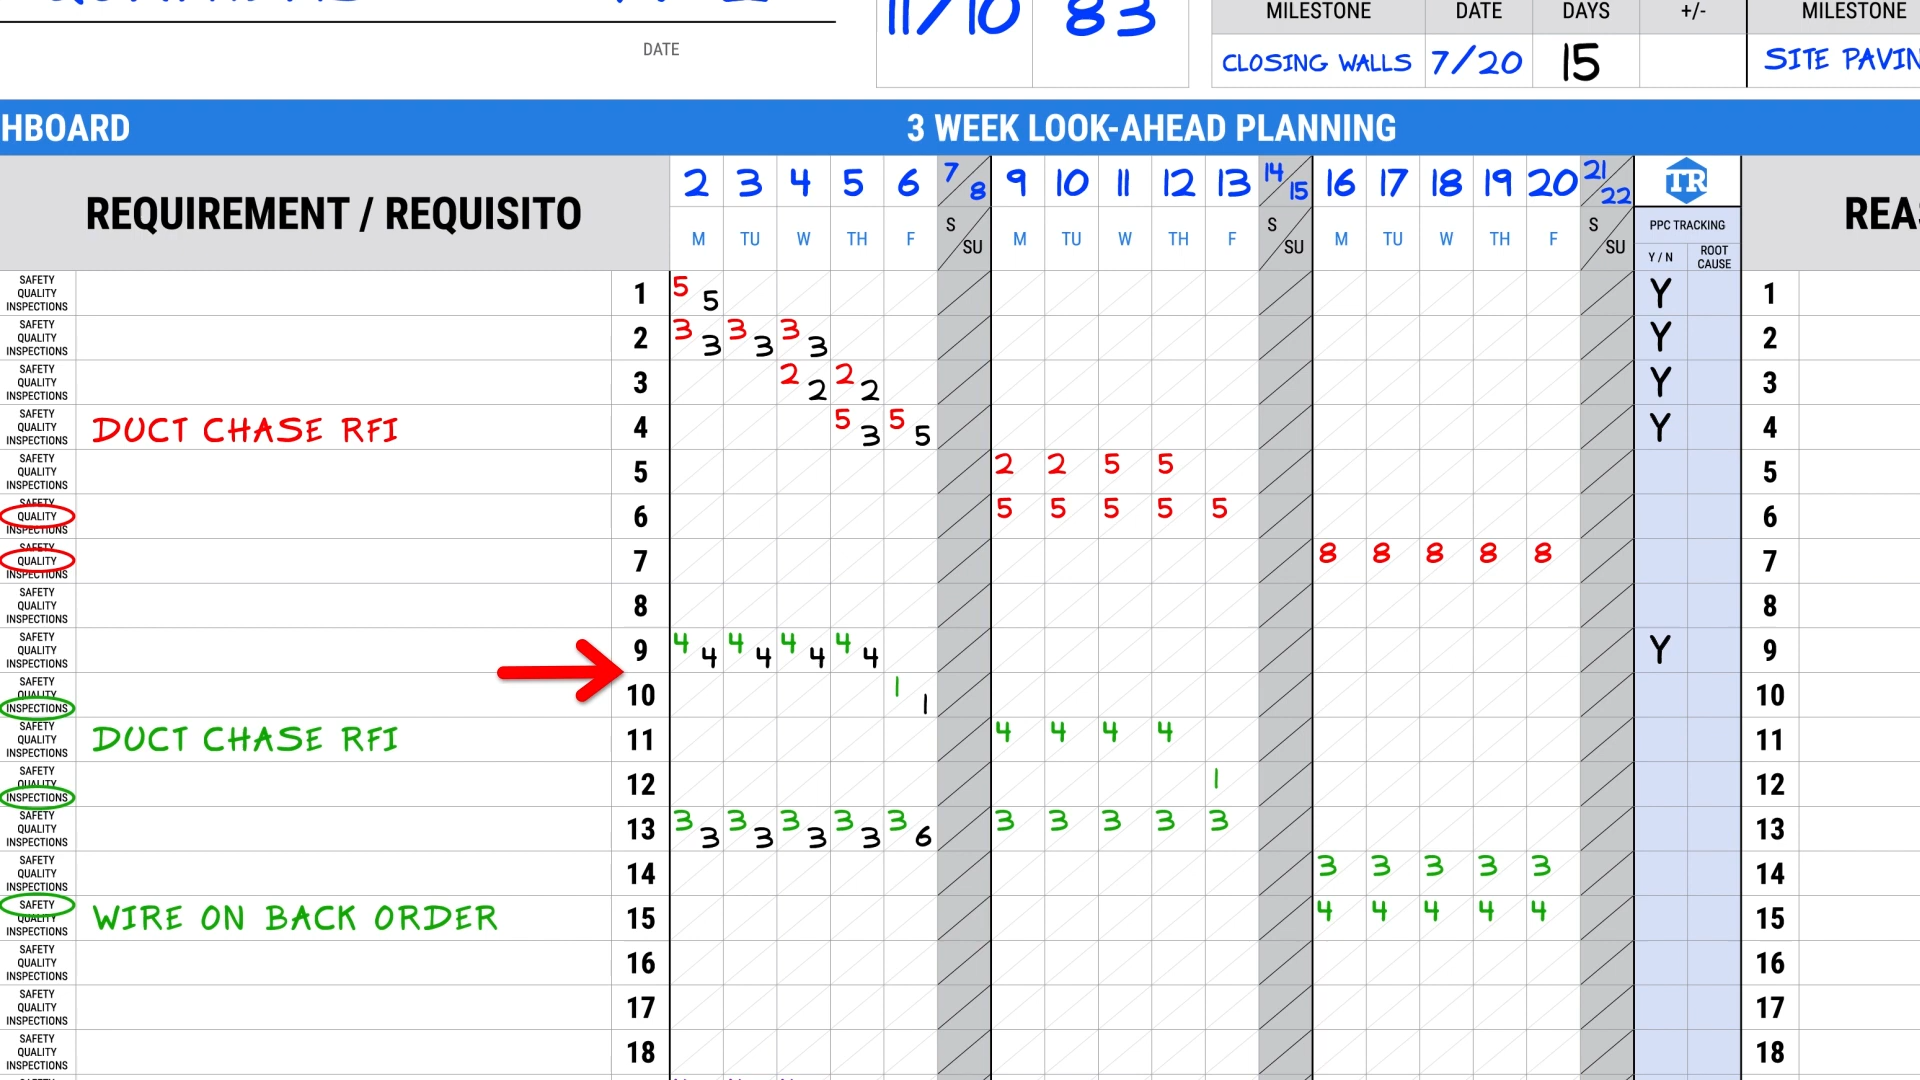 11/10 83
MILESTONE DATE DAYS +/- MILESTONE
DATE
CLOSING WALLS 7/20 15 SITE PAVIN
HBOARD 3 WEEK LOOK-AHEAD PLANNING
REQUIREMENT / REQUISITO
2 3 4 5 6 7 8 9 10 11 12 13 14 15 16 17 18 19 20 21 22 TR
M TU W TH F S SU M TU W TH F S SU M TU W TH F S SU
PPC TRACKING
Y / N ROOT CAUSE
REA
SAFETY
QUALITY
INSPECTIONS
1 5 5 Y 1
SAFETY
QUALITY
INSPECTIONS
2 3 3 3 3 3 3 Y 2
SAFETY
QUALITY
INSPECTIONS
3 2 2 2 2 Y 3
SAFETY
QUALITY
INSPECTIONS
DUCT CHASE RFI 4 5 3 5 5 Y 4
SAFETY
QUALITY
INSPECTIONS
5 2 2 5 5 5
SAFETY
QUALITY
INSPECTIONS
6 5 5 5 5 5 6
SAFETY
QUALITY
INSPECTIONS
7 8 8 8 8 8 7
SAFETY
QUALITY
INSPECTIONS
8 8
SAFETY
QUALITY
INSPECTIONS
9 4 4 4 4 4 4 4 4 Y 9
SAFETY
QUALITY
INSPECTIONS
10 1 1 10
SAFETY
QUALITY
INSPECTIONS
DUCT CHASE RFI 11 4 4 4 4 11
SAFETY
QUALITY
INSPECTIONS
12 1 12
SAFETY
QUALITY
INSPECTIONS
13 3 3 3 3 3 3 3 3 3 6 3 3 3 3 3 13
SAFETY
QUALITY
INSPECTIONS
14 3 3 3 3 3 14
SAFETY
QUALITY
INSPECTIONS
WIRE ON BACK ORDER 15 4 4 4 4 4 15
SAFETY
QUALITY
INSPECTIONS
16 16
SAFETY
QUALITY
INSPECTIONS
17 17
SAFETY
QUALITY
INSPECTIONS
18 18